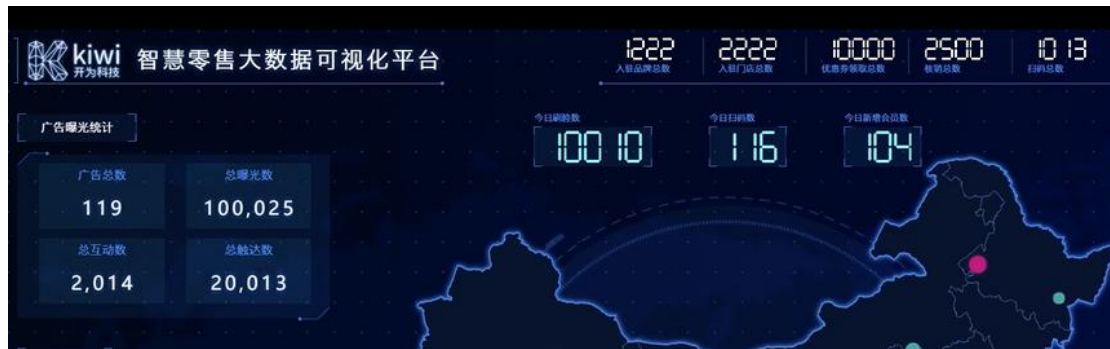 kiwi
开为科技
智慧零售大数据可视化平台
1222 2222 10000 2500 1013
入驻品牌总数 入驻门店总数 优惠券领取总数 核销总数 扫码总数
广告曝光统计
今日刷脸数 今日扫码数 今日新增会员数
10010 116 104
广告总数 总曝光数
119 100,025
总互动数 总触达数
2,014 20,013